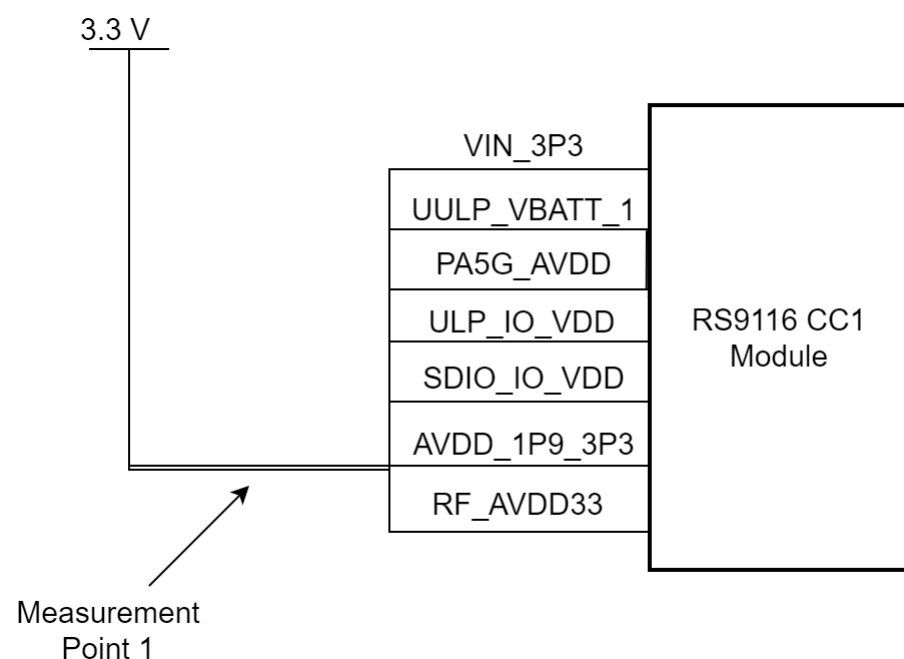 3.3 V
VIN_3P3
UULP_VBATT_1
PA5G_AVDD
ULP_IO_VDD
SDIO_IO_VDD
AVDD_1P9_3P3
RF_AVDD33
RS9116 CC1
Module
Measurement
Point 1